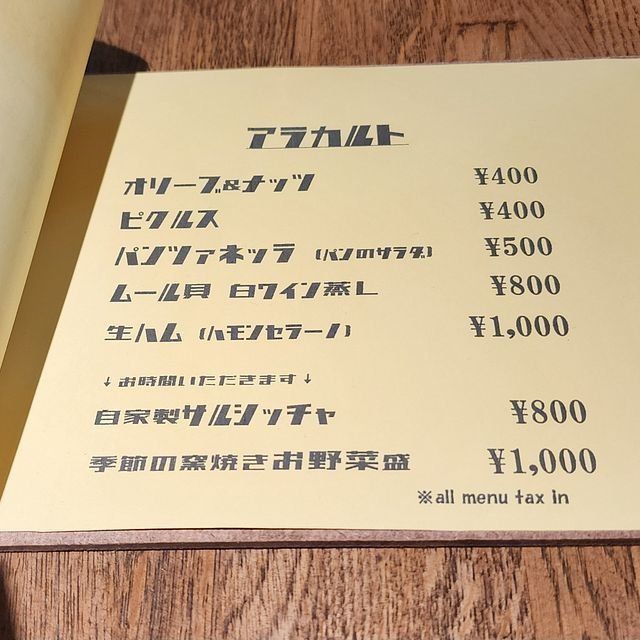 アラカルト
オリーブ&ナッツ ¥400
ピクルス ¥400
パンツァネッラ (パンのサラダ) ¥500
ムール貝 白ワイン蒸し ¥800
生ハム (ハモンセラーノ) ¥1,000
↓お時間いただきます↓
自家製サルシッチャ ¥800
季節の窯焼きお野菜盛 ¥1,000
※all menu tax in